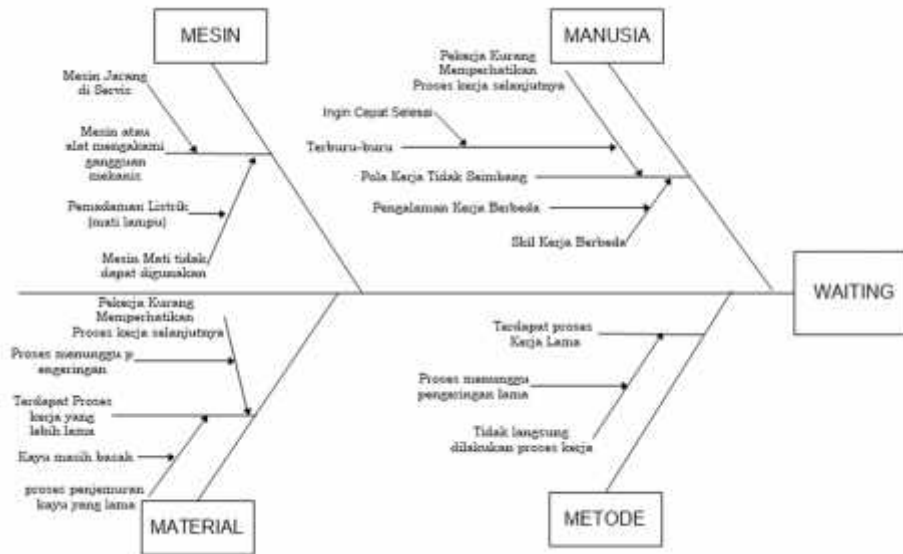 MESIN
MANUSIA
Mesin Jarang
di Servis
Mesin atau
alat mengakami
gangguan
mekanis
Pemadaman Listrik
(mati lampu)
Mesin Mati tidak
dapat digunakan
Pekerja Kurang
Memperhatikan
Proses kerja selanjutnya
Ingin Cepat Selesai
Terburu-buru
Pola Kerja Tidak Seimbang
Pengalaman Kerja Berbeda
Skil Kerja Berbeda
WAITING
Pekerja Kurang
Memperhatikan
Proses kerja selanjutnya
Proses menunggu p
engeringan
Terdapat Proses
kerja yang
lebih lama
Kayu masih basak
proses penjemuran
kayu yang lama
Terdapat proses
Kerja Lama
Proses menunggu
pengeringan lama
Tidak langsung
dilakukan proses kerja
MATERIAL
METODE